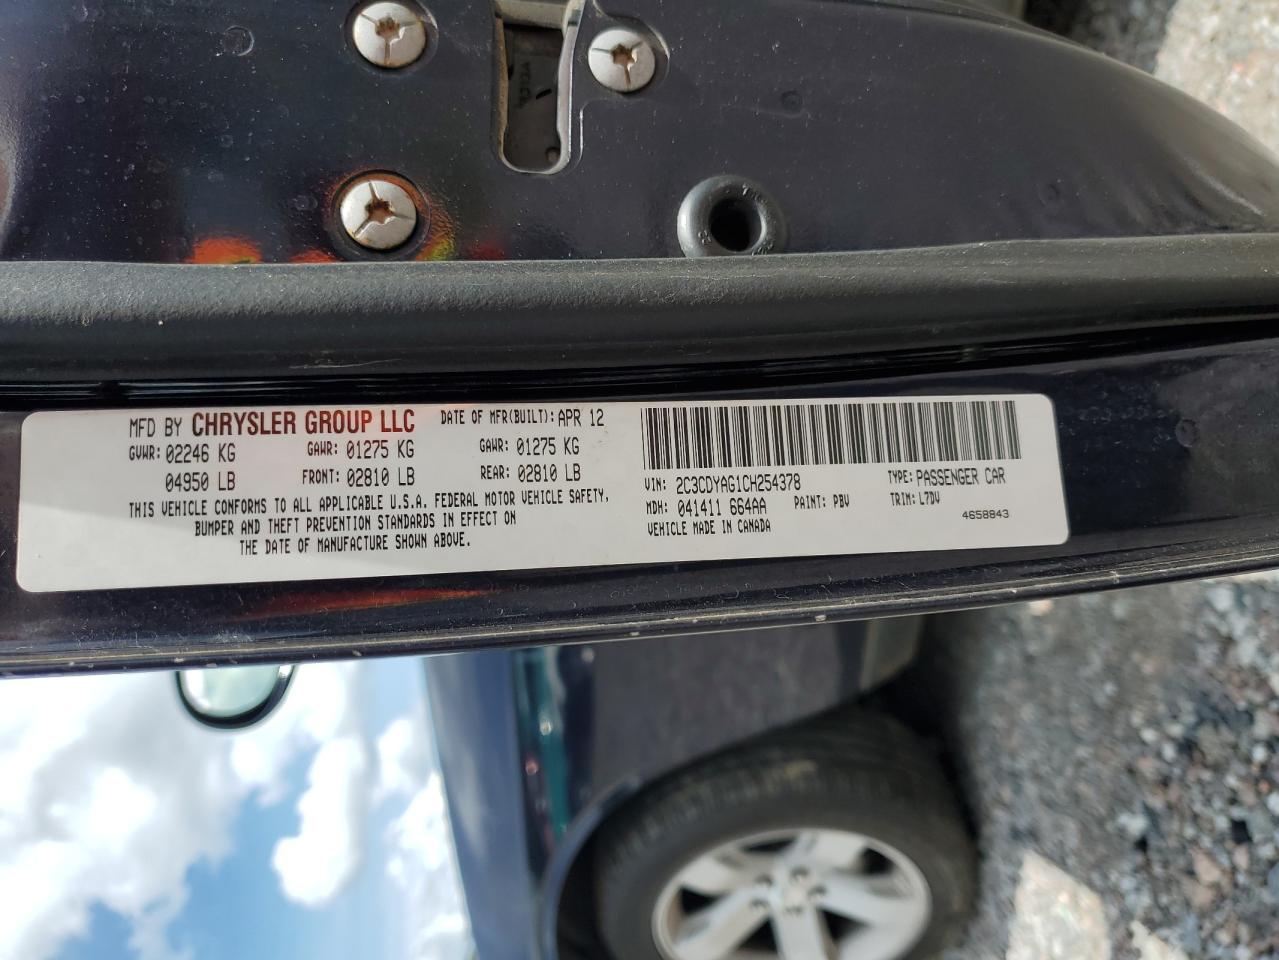 MFD BY CHRYSLER GROUP LLC DATE OF MFR(BUILT): APR 12
GVWR: 02246 KG GAWR: 01275 KG GAWR: 01275 KG
04950 LB FRONT: 02810 LB REAR: 02810 LB
THIS VEHICLE CONFORMS TO ALL APPLICABLE U.S.A. FEDERAL MOTOR VEHICLE SAFETY,
BUMPER AND THEFT PREVENTION STANDARDS IN EFFECT ON
THE DATE OF MANUFACTURE SHOWN ABOVE.
VIN: 2C3CDYAG1CH254378 TYPE: PASSENGER CAR
MDH: 041411 664AA PAINT: PBV TRIM: L7DV
VEHICLE MADE IN CANADA 4658843